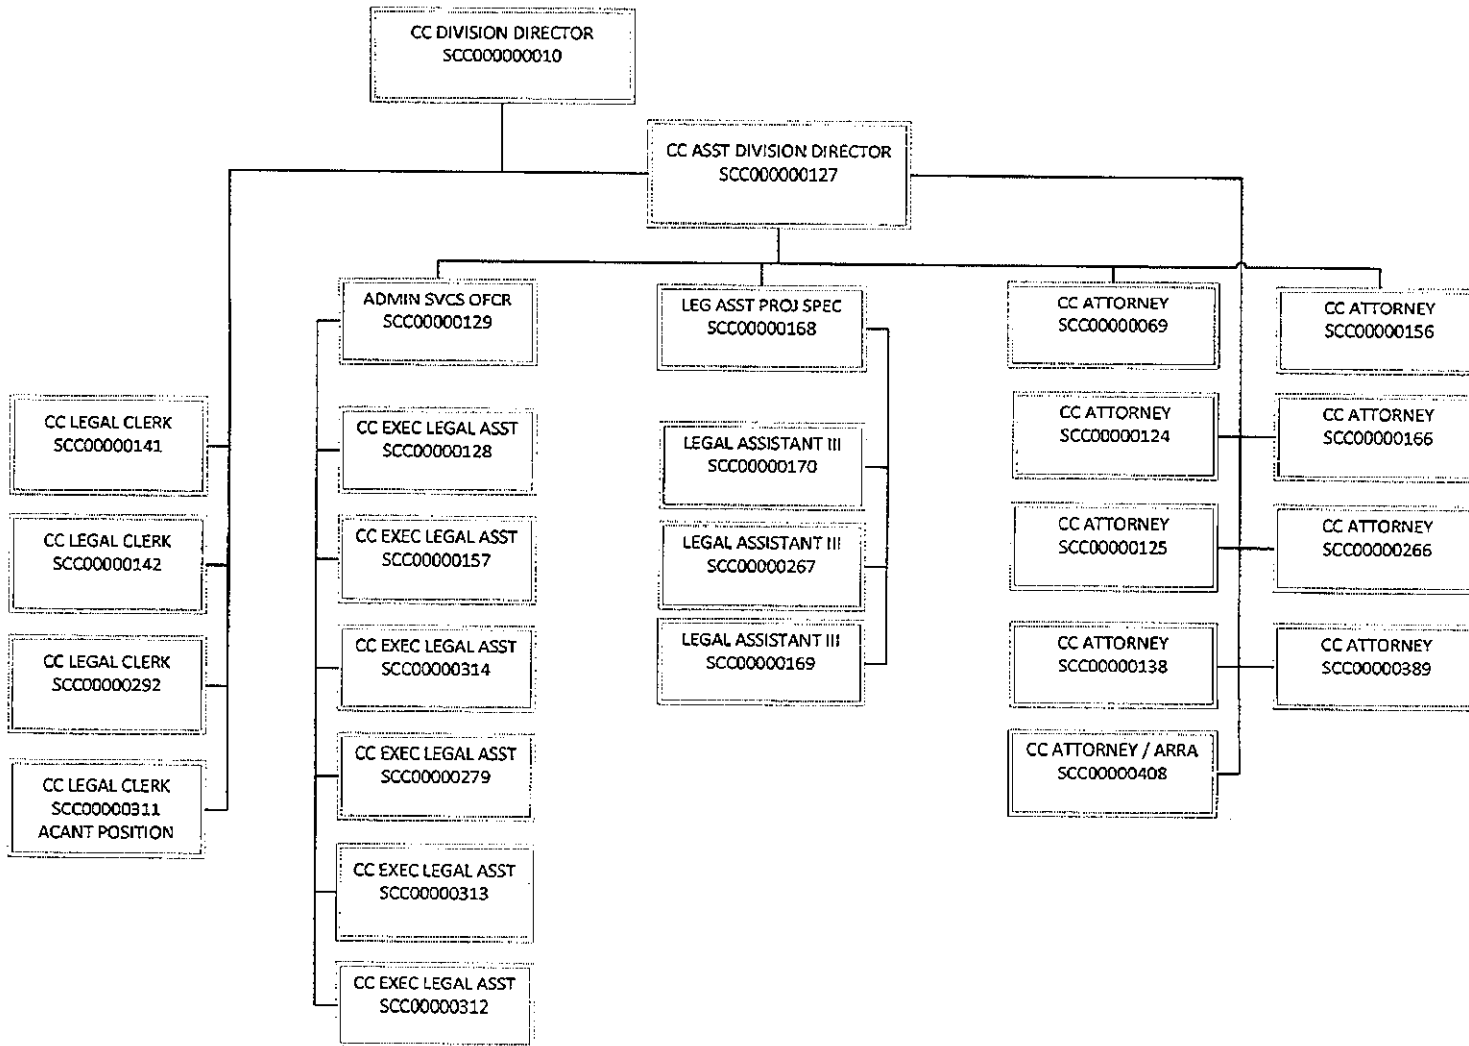 CC DIVISION DIRECTOR
SCC000000010
CC ASST DIVISION DIRECTOR
SCC000000127
ADMIN SVCS OFCR
SCC00000129
LEG ASST PROJ SPEC
SCC00000168
CC ATTORNEY
SCC00000069
CC ATTORNEY
SCC00000156
CC LEGAL CLERK
SCC00000141
CC EXEC LEGAL ASST
SCC00000128
LEGAL ASSISTANT III
SCC00000170
CC ATTORNEY
SCC00000124
CC ATTORNEY
SCC00000166
CC LEGAL CLERK
SCC00000142
CC EXEC LEGAL ASST
SCC00000157
LEGAL ASSISTANT III
SCC00000267
CC ATTORNEY
SCC00000125
CC ATTORNEY
SCC00000266
CC LEGAL CLERK
SCC00000292
CC EXEC LEGAL ASST
SCC00000314
LEGAL ASSISTANT III
SCC00000169
CC ATTORNEY
SCC00000138
CC ATTORNEY
SCC00000389
CC LEGAL CLERK
SCC00000311
ACANT POSITION
CC EXEC LEGAL ASST
SCC00000279
CC ATTORNEY / ARRA
SCC00000408
CC EXEC LEGAL ASST
SCC00000313
CC EXEC LEGAL ASST
SCC00000312